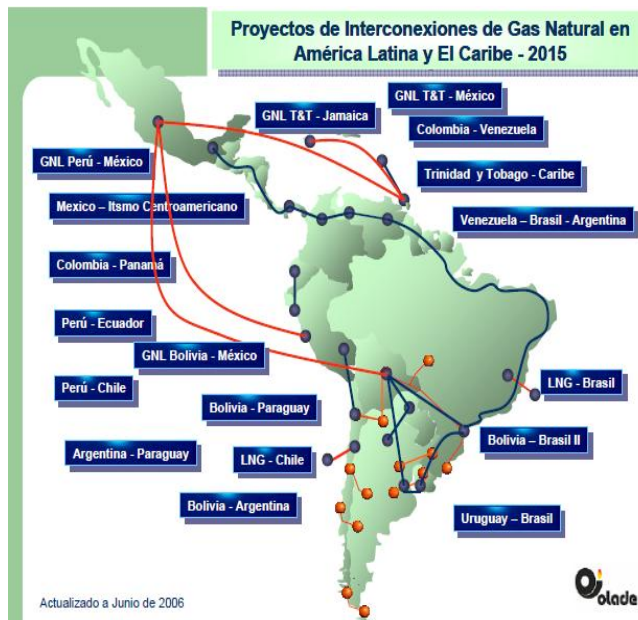 Proyectos de Interconexiones de Gas Natural en
América Latina y El Caribe - 2015
GNL T&T - México
GNL T&T - Jamaica
Colombia - Venezuela
GNL Perú - México
Trinidad y Tobago - Caribe
Mexico – Itsmo Centroamericano
Venezuela – Brasil - Argentina
Colombia - Panamá
Perú - Ecuador
GNL Bolivia - México
Perú - Chile
LNG - Brasil
Bolivia - Paraguay
Bolivia – Brasil II
Argentina - Paraguay
LNG - Chile
Bolivia - Argentina
Uruguay – Brasil
Actualizado a Junio de 2006
olade